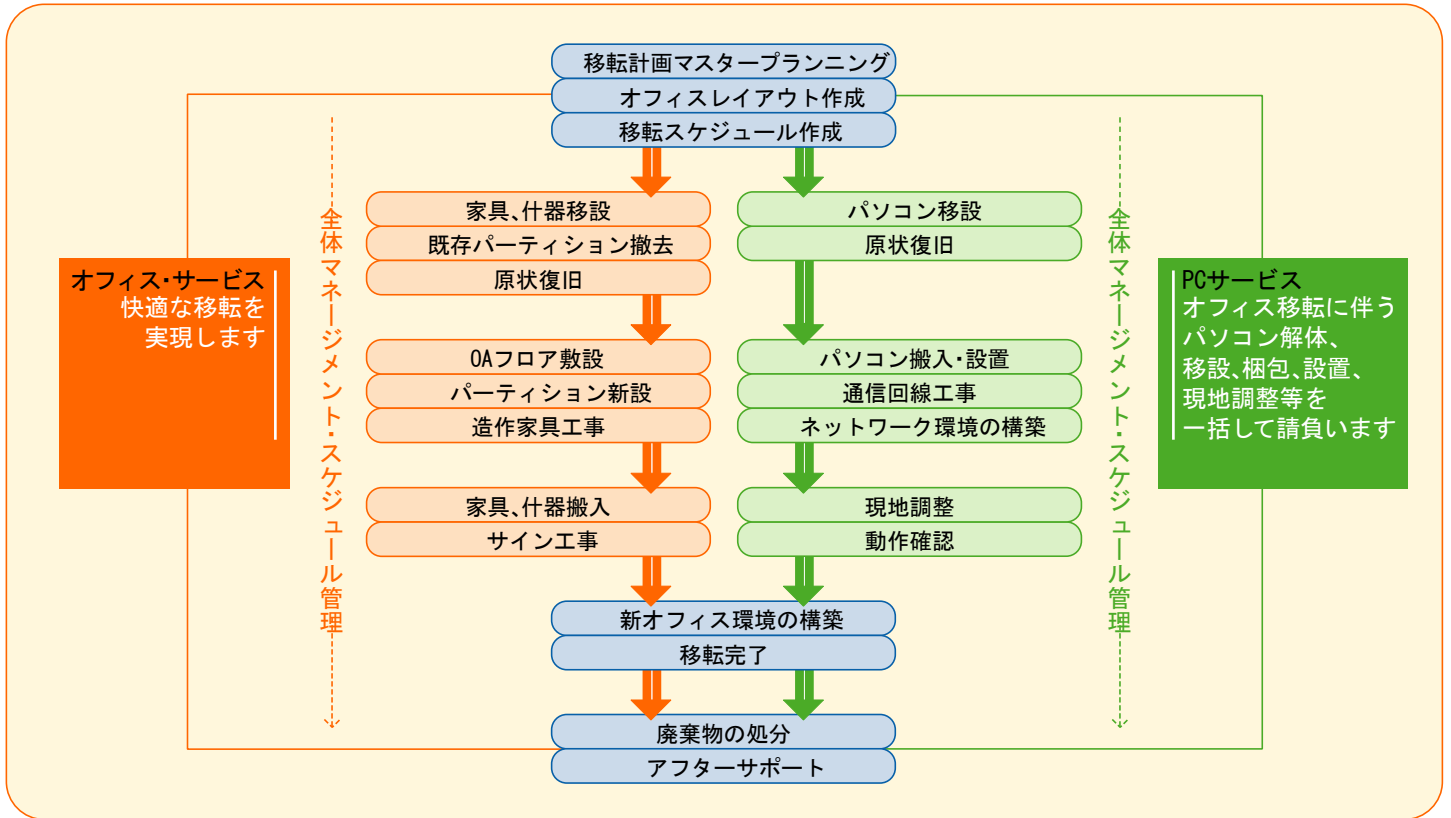 移転計画マスタープランニング
オフィスレイアウト作成
移転スケジュール作成
オフィス・サービス
快適な移転を
実現します
全体マネージメント・スケジュール管理
家具、什器移設
既存パーティション撤去
原状復旧
OAフロア敷設
パーティション新設
造作家具工事
家具、什器搬入
サイン工事
パソコン移設
原状復旧
パソコン搬入・設置
通信回線工事
ネットワーク環境の構築
現地調整
動作確認
全体マネージメント・スケジュール管理
PCサービス
オフィス移転に伴う
パソコン解体、
移設、梱包、設置、
現地調整等を
一括して請負います
新オフィス環境の構築
移転完了
廃棄物の処分
アフターサポート